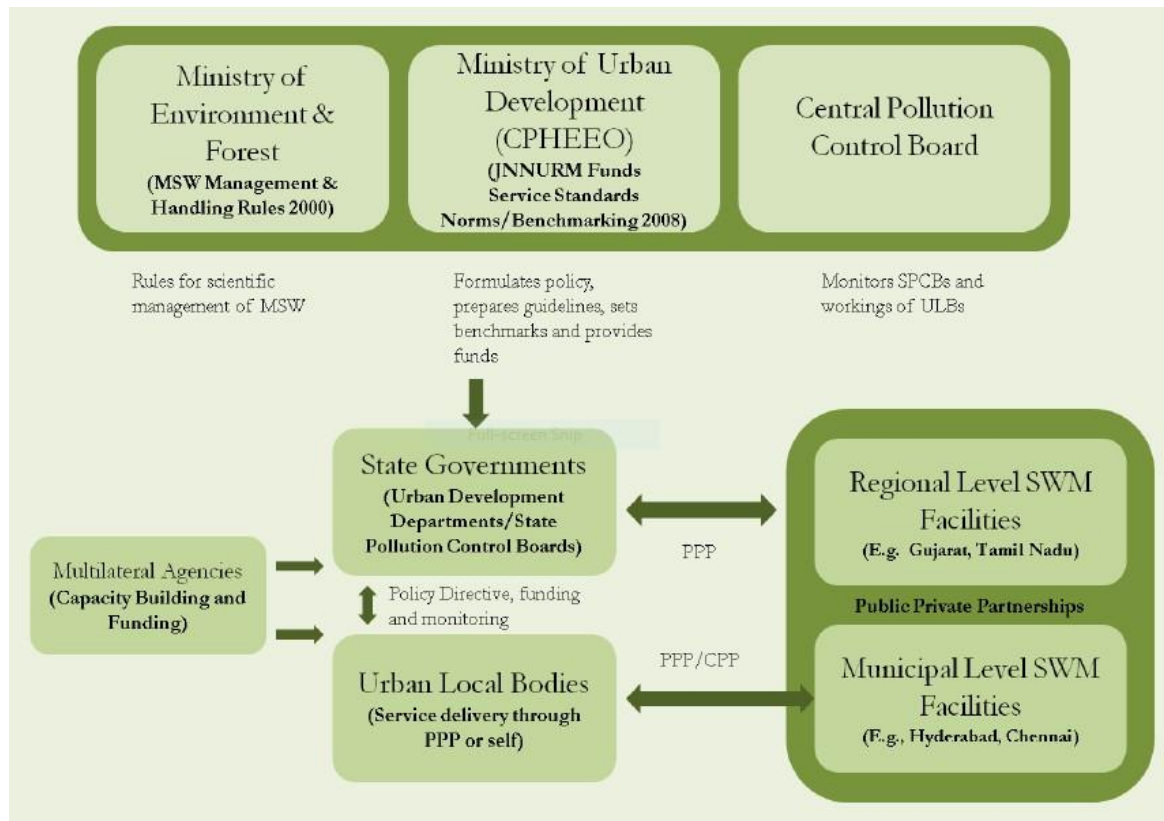 Ministry of
Environment &
Forest
(MSW Management &
Handling Rules 2000)
Ministry of Urban
Development
(CPHEEO)
(JNNURM Funds
Service Standards
Norms/Benchmarking 2008)
Central Pollution
Control Board
Rules for scientific
management of MSW
Formulates policy,
prepares guidelines, sets
benchmarks and provides
funds
Monitors SPCBs and
workings of ULBs
Full-screen Snip
State Governments
(Urban Development
Departments/State
Pollution Control Boards)
PPP
Regional Level SWM
Facilities
(E.g. Gujarat, Tamil Nadu)
Multilateral Agencies
(Capacity Building and
Funding)
Policy Directive, funding
and monitoring
Public Private Partnerships
Urban Local Bodies
(Service delivery through
PPP or self)
PPP/CPP
Municipal Level SWM
Facilities
(E.g., Hyderabad, Chennai)